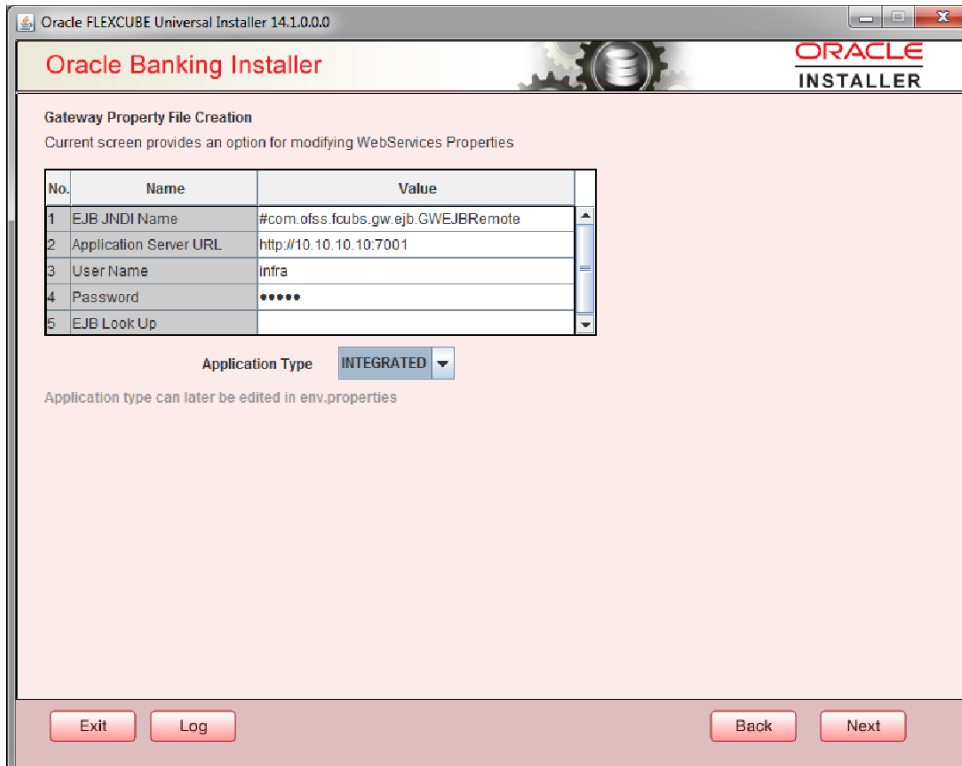 Oracle FLEXCUBE Universal Installer 14.1.0.0.0
Oracle Banking Installer
ORACLE
INSTALLER
Gateway Property File Creation
Current screen provides an option for modifying WebServices Properties
No. Name Value
1 EJB JNDI Name #com.ofss.fcubs.gw.ejb.GWEJBRemote
2 Application Server URL http://10.10.10.10:7001
3 User Name infra
4 Password •••••
5 EJB Look Up
Application Type INTEGRATED
Application type can later be edited in env.properties
Exit Log Back Next